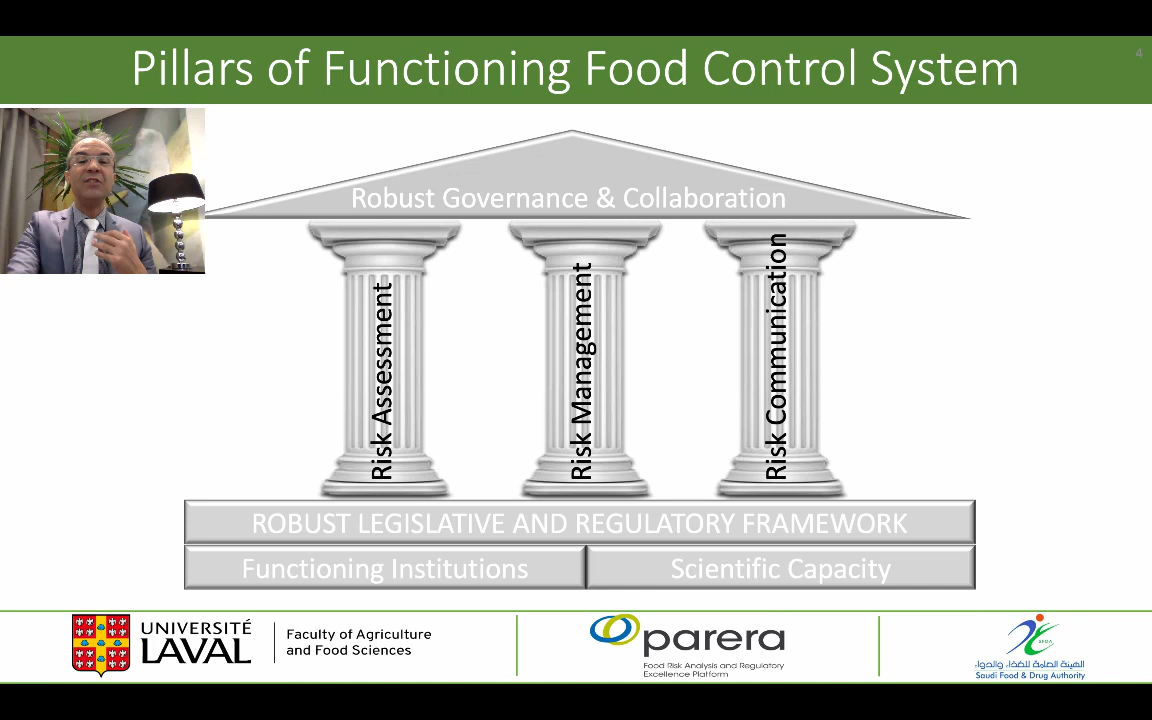 Pillars of Functioning Food Control System
4
Robust Governance & Collaboration
Risk Assessment
Risk Management
Risk Communication
ROBUST LEGISLATIVE AND REGULATORY FRAMEWORK
Functioning Institutions
Scientific Capacity
UNIVERSITÉ
LAVAL
Faculty of Agriculture
and Food Sciences
parera
Food Risk Analysis and Regulatory
Excellence Platform
SFDA
الهيئة العامة للغذاء والدواء
Saudi Food & Drug Authority